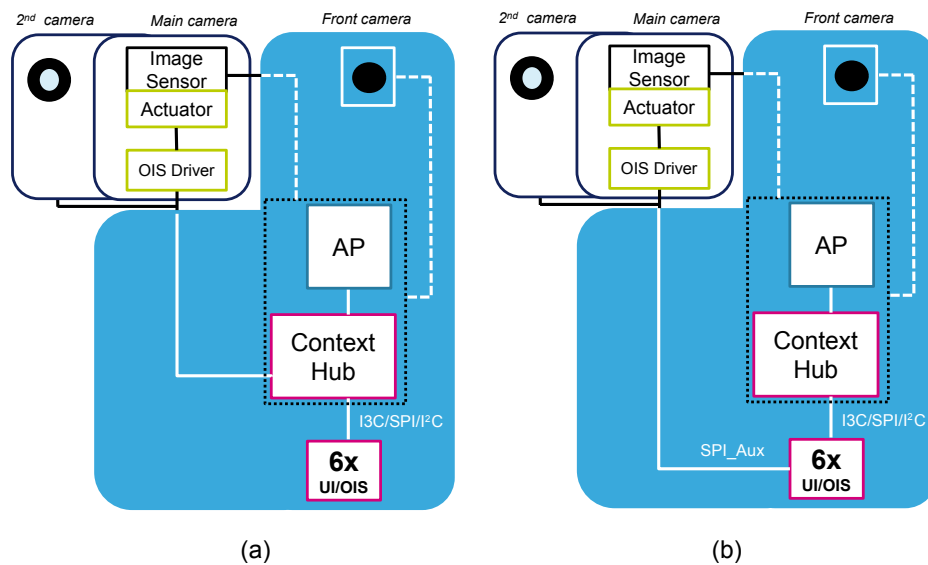 2nd camera
Main camera
Front camera
Image
Sensor
Actuator
OIS Driver
AP
Context
Hub
I3C/SPI/I²C
6x
UI/OIS
(a)
2nd camera
Main camera
Front camera
Image
Sensor
Actuator
OIS Driver
AP
Context
Hub
I3C/SPI/I²C
SPI_Aux
6x
UI/OIS
(b)